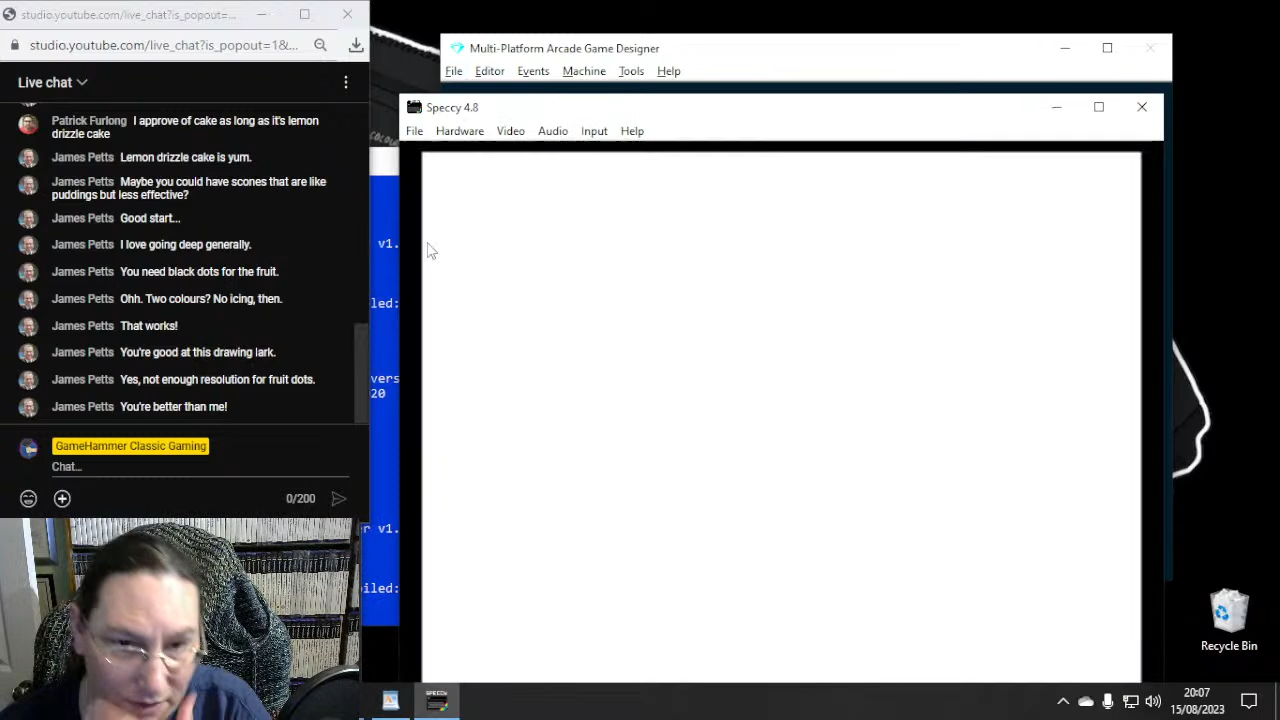 studio.youtube.com/live_chat?is_popout=...
studio.youtube.com/live_chat?is_popout=1&...
Live chat
Patrick Furlong I approve of cake as long as it's lemon
drizzle cake
James Petts Lemon drizzle cake is yum.
James Petts Maybe you could have scones that are like
puddings but less effective?
James Petts Good start...
James Petts I love going deep generally.
James Petts You need black dots for the fruit.
James Petts Ohh. Two colours? No icing, then.
James Petts That works!
James Petts You're good at this drawing lark.
James Petts Yes, not enough resolution for fruit dots.
James Petts You're better than me!
GameHammer Classic Gaming
Chat...
0/200
Multi-Platform Arcade Game Designer
File Editor Events Machine Tools Help
Speccy 4.8
File Hardware Video Audio Input Help
v1.
led:
vers
20
r v1.
iled:
Recycle Bin
SPECCY
20:07
15/08/2023